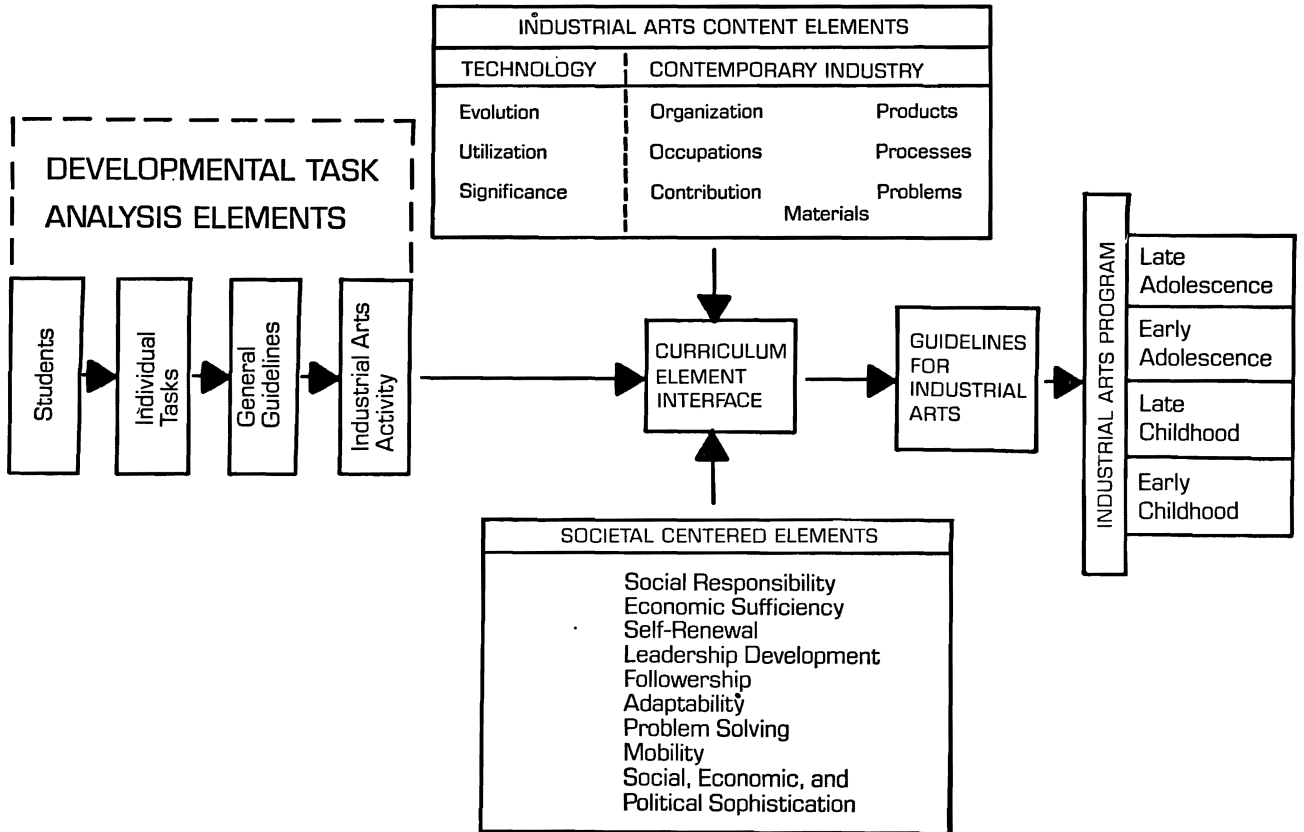 INDUSTRIAL ARTS CONTENT ELEMENTS
TECHNOLOGY CONTEMPORARY INDUSTRY
Evolution Organization Products
Utilization Occupations Processes
Significance Contribution Problems
Materials
DEVELOPMENTAL TASK
ANALYSIS ELEMENTS
Students
Individual
Tasks
General
Guidelines
Industrial Arts
Activity
CURRICULUM
ELEMENT
INTERFACE
GUIDELINES
FOR
INDUSTRIAL
ARTS
INDUSTRIAL ARTS PROGRAM
Late
Adolescence
Early
Adolescence
Late
Childhood
Early
Childhood
SOCIETAL CENTERED ELEMENTS
Social Responsibility
Economic Sufficiency
Self-Renewal
Leadership Development
Followership
Adaptability
Problem Solving
Mobility
Social, Economic, and
Political Sophistication